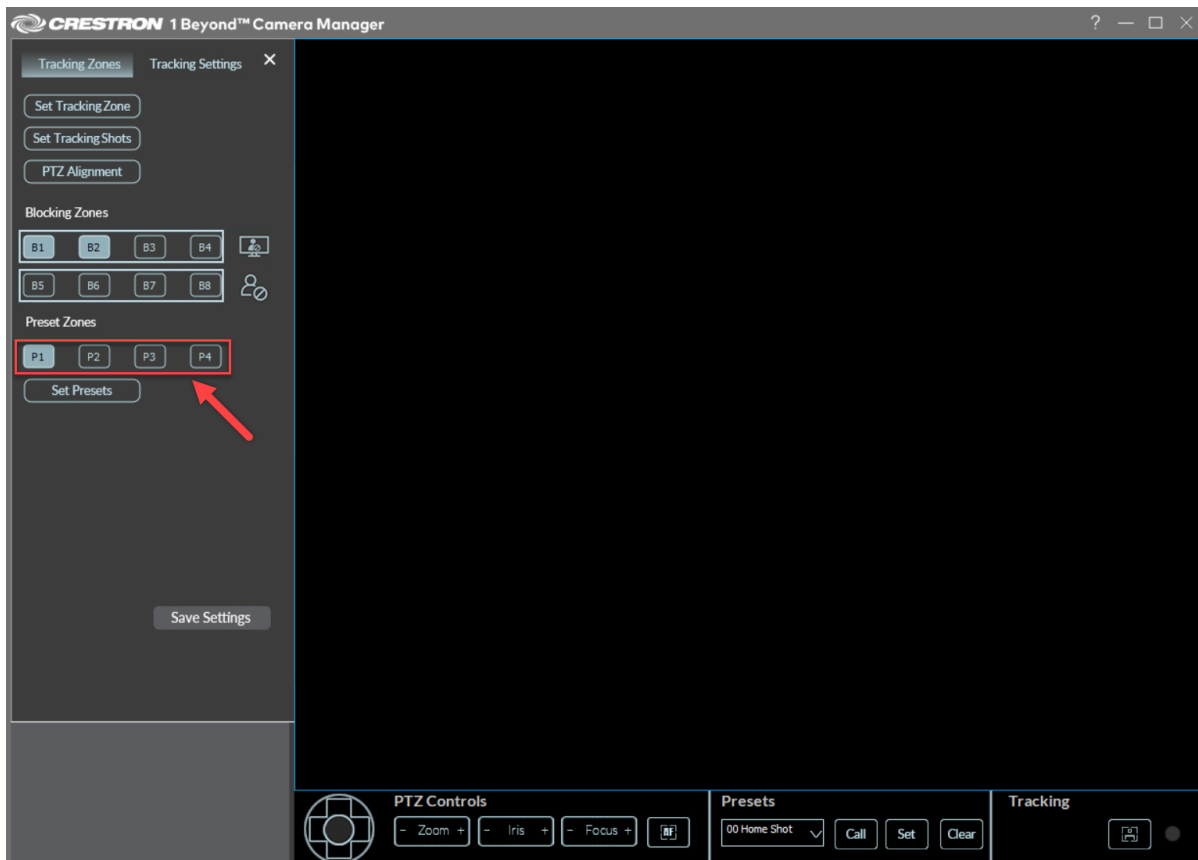 CRESTRON 1 Beyond™ Camera Manager ?
Tracking Zones Tracking Settings
Set Tracking Zone
Set Tracking Shots
PTZ Alignment
Blocking Zones
B1 B2 B3 B4
B5 B6 B7 B8
Preset Zones
P1 P2 P3 P4
Set Presets
Save Settings
PTZ Controls Presets Tracking
- Zoom + - Iris + - Focus + AF 00 Home Shot Call Set Clear